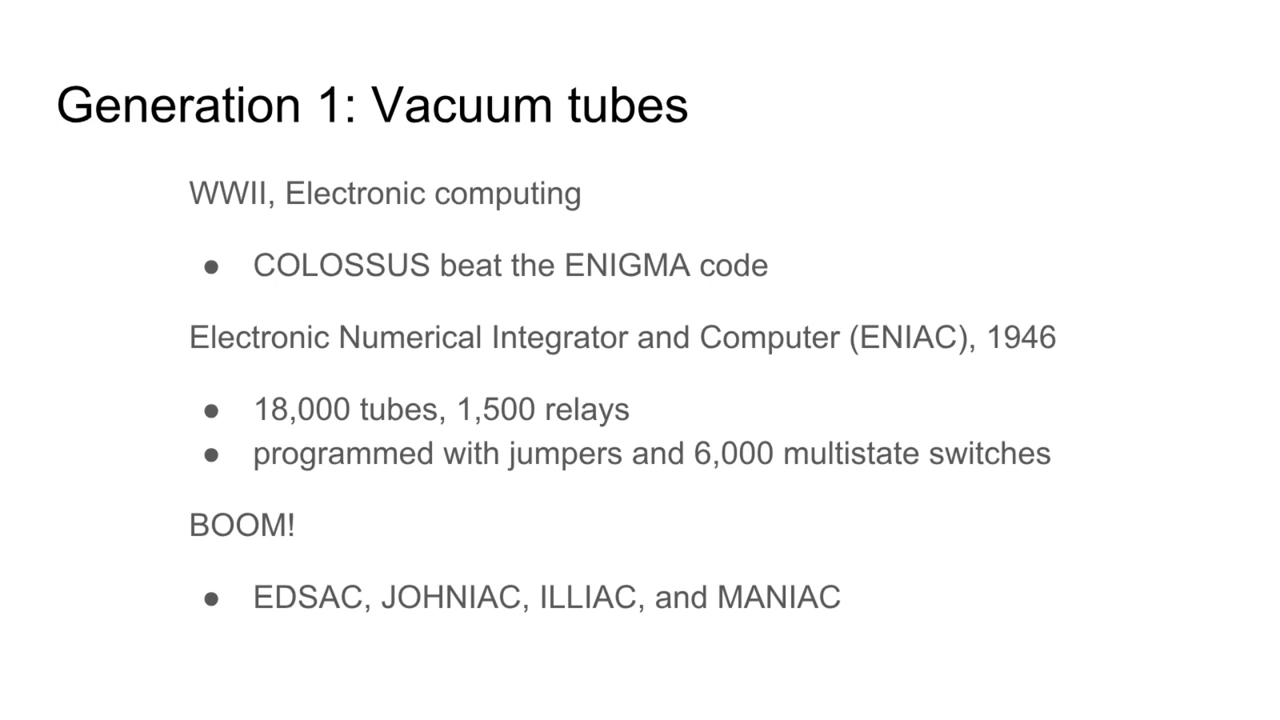 Generation 1: Vacuum tubes
WWII, Electronic computing
● COLOSSUS beat the ENIGMA code
Electronic Numerical Integrator and Computer (ENIAC), 1946
● 18,000 tubes, 1,500 relays
● programmed with jumpers and 6,000 multistate switches
BOOM!
● EDSAC, JOHNIAC, ILLIAC, and MANIAC